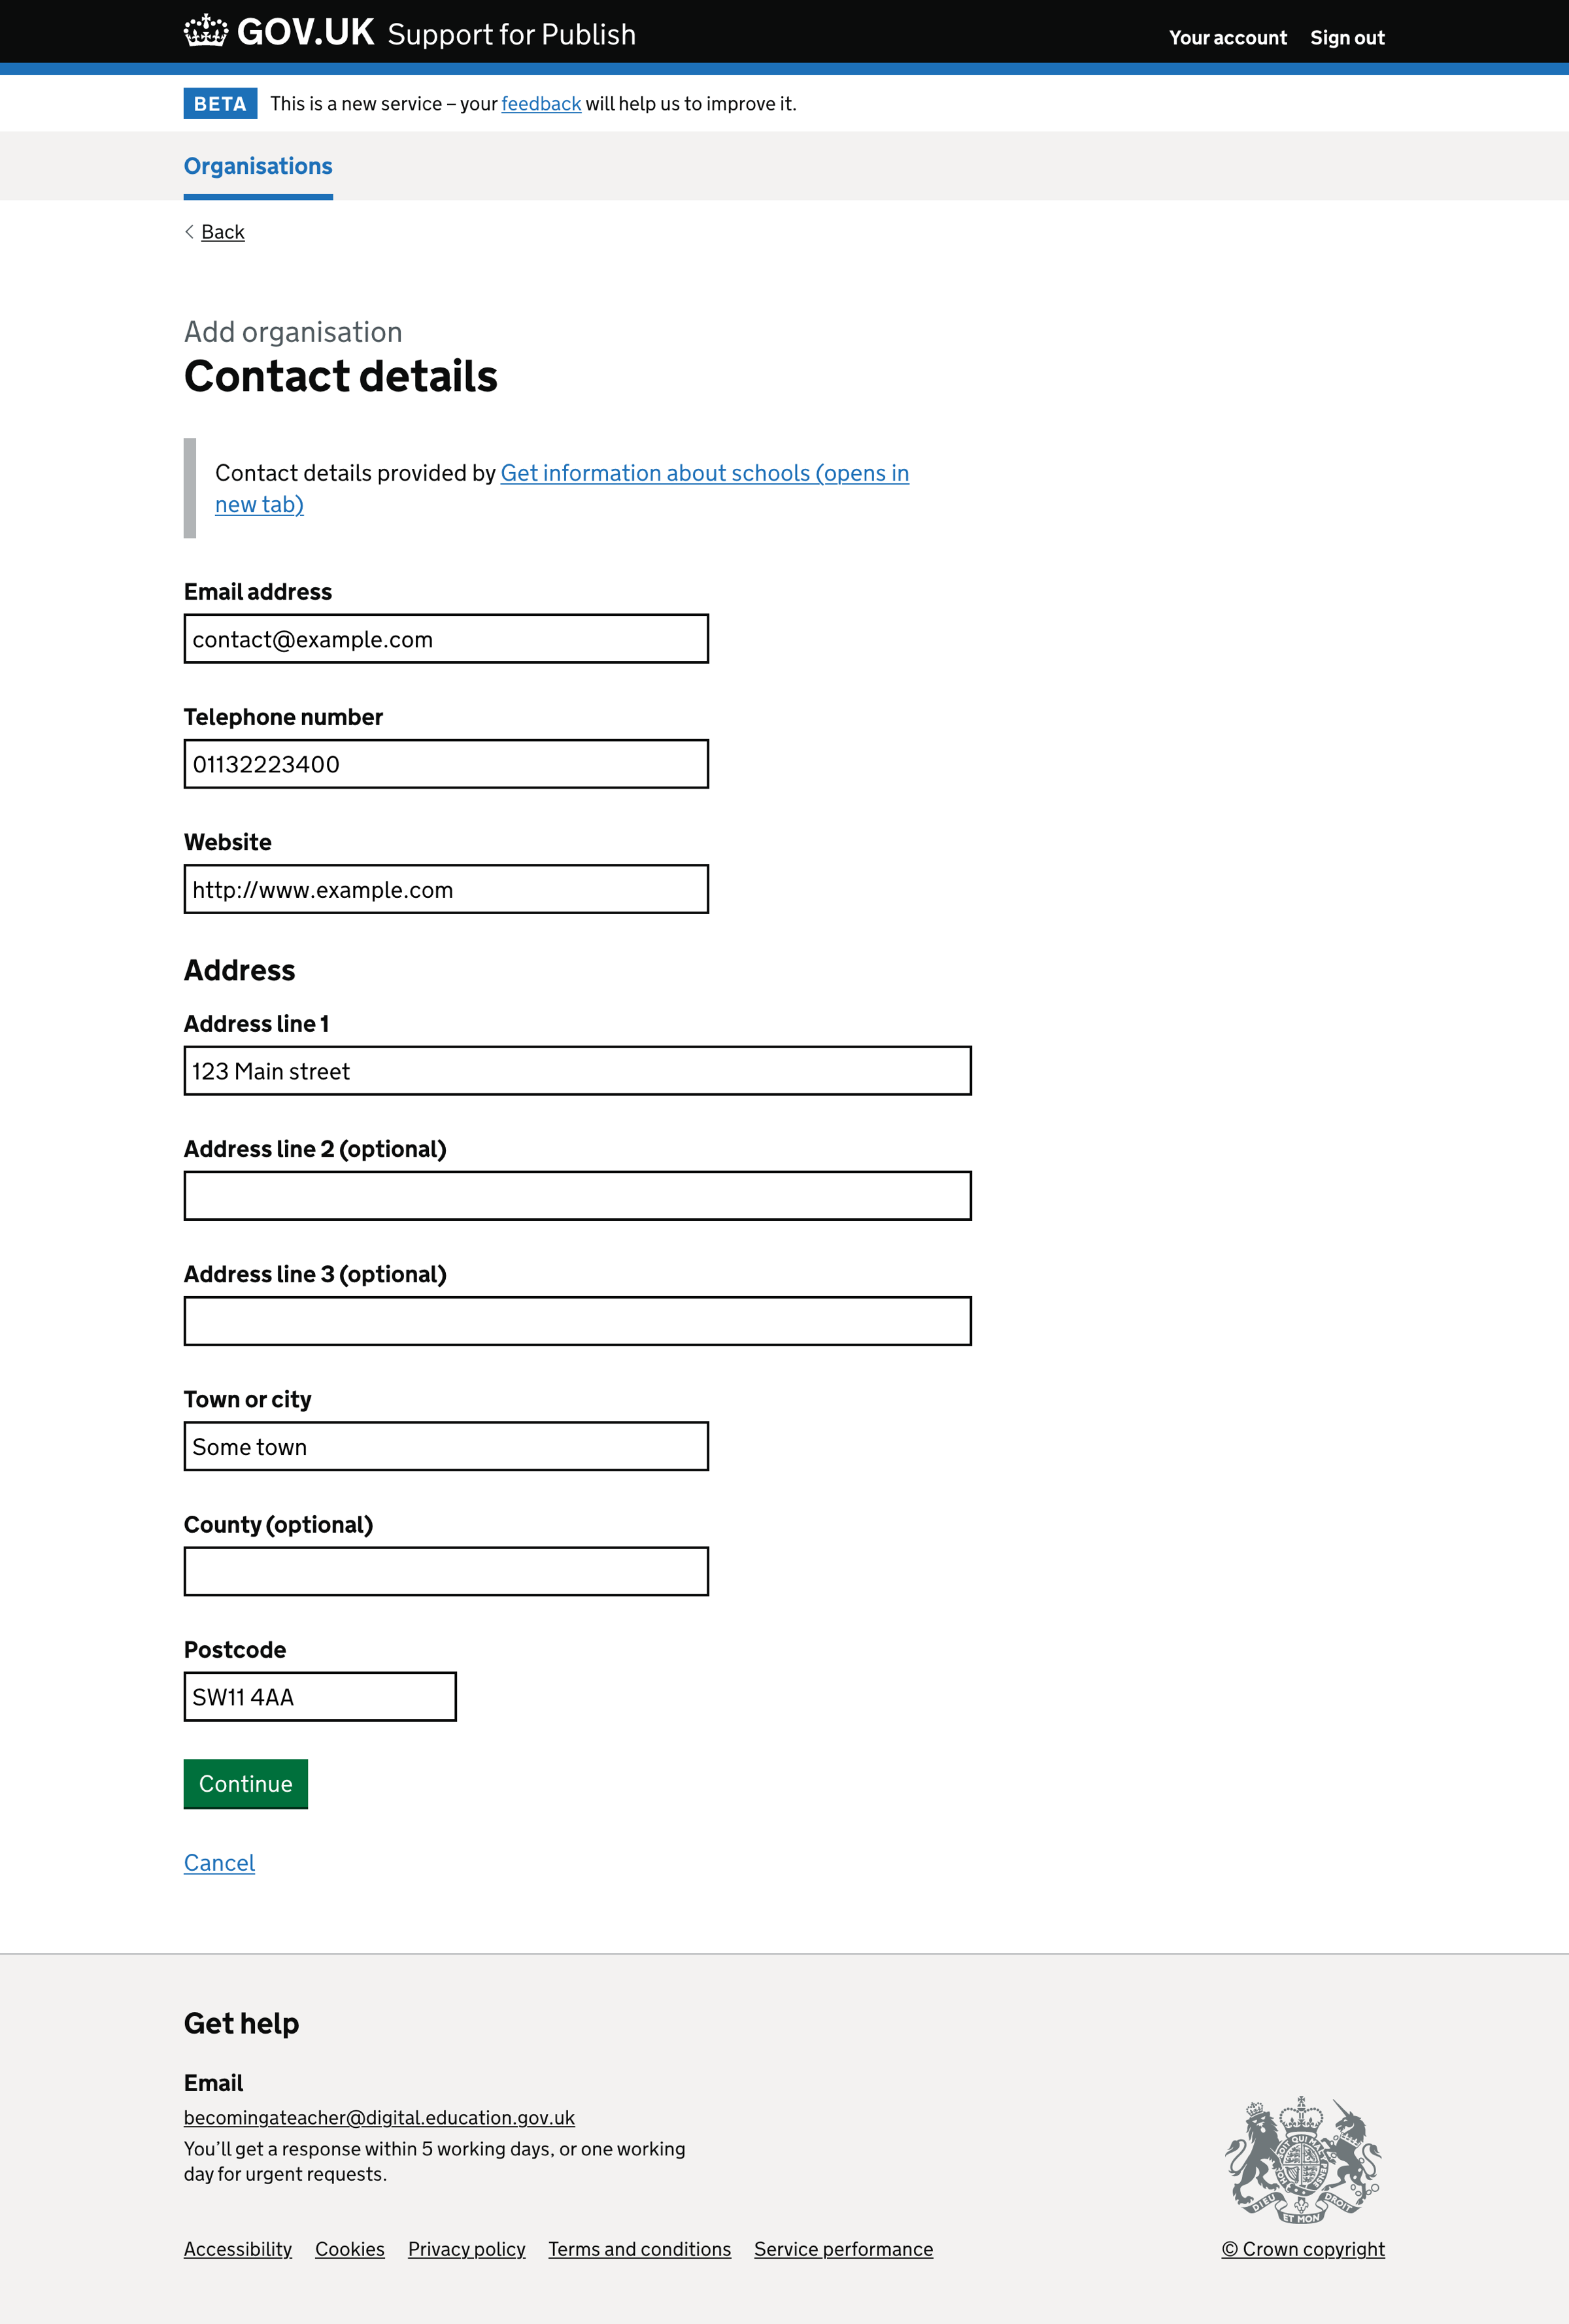 GOV.UK Support for Publish Your account Sign out
BETA This is a new service – your feedback will help us to improve it.
Organisations
Back
Add organisation
Contact details
Contact details provided by Get information about schools (opens in
new tab)
Email address
contact@example.com
Telephone number
01132223400
Website
http://www.example.com
Address
Address line 1
123 Main street
Address line 2 (optional)
Address line 3 (optional)
Town or city
Some town
County (optional)
Postcode
SW11 4AA
Continue
Cancel
Get help
Email
becomingateacher@digital.education.gov.uk
You’ll get a response within 5 working days, or one working
day for urgent requests.
DIEU ET MON DROIT
Accessibility Cookies Privacy policy Terms and conditions Service performance © Crown copyright